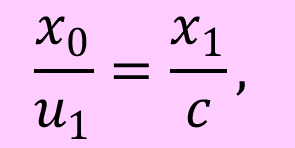 x₀/u₁ = x₁/c,